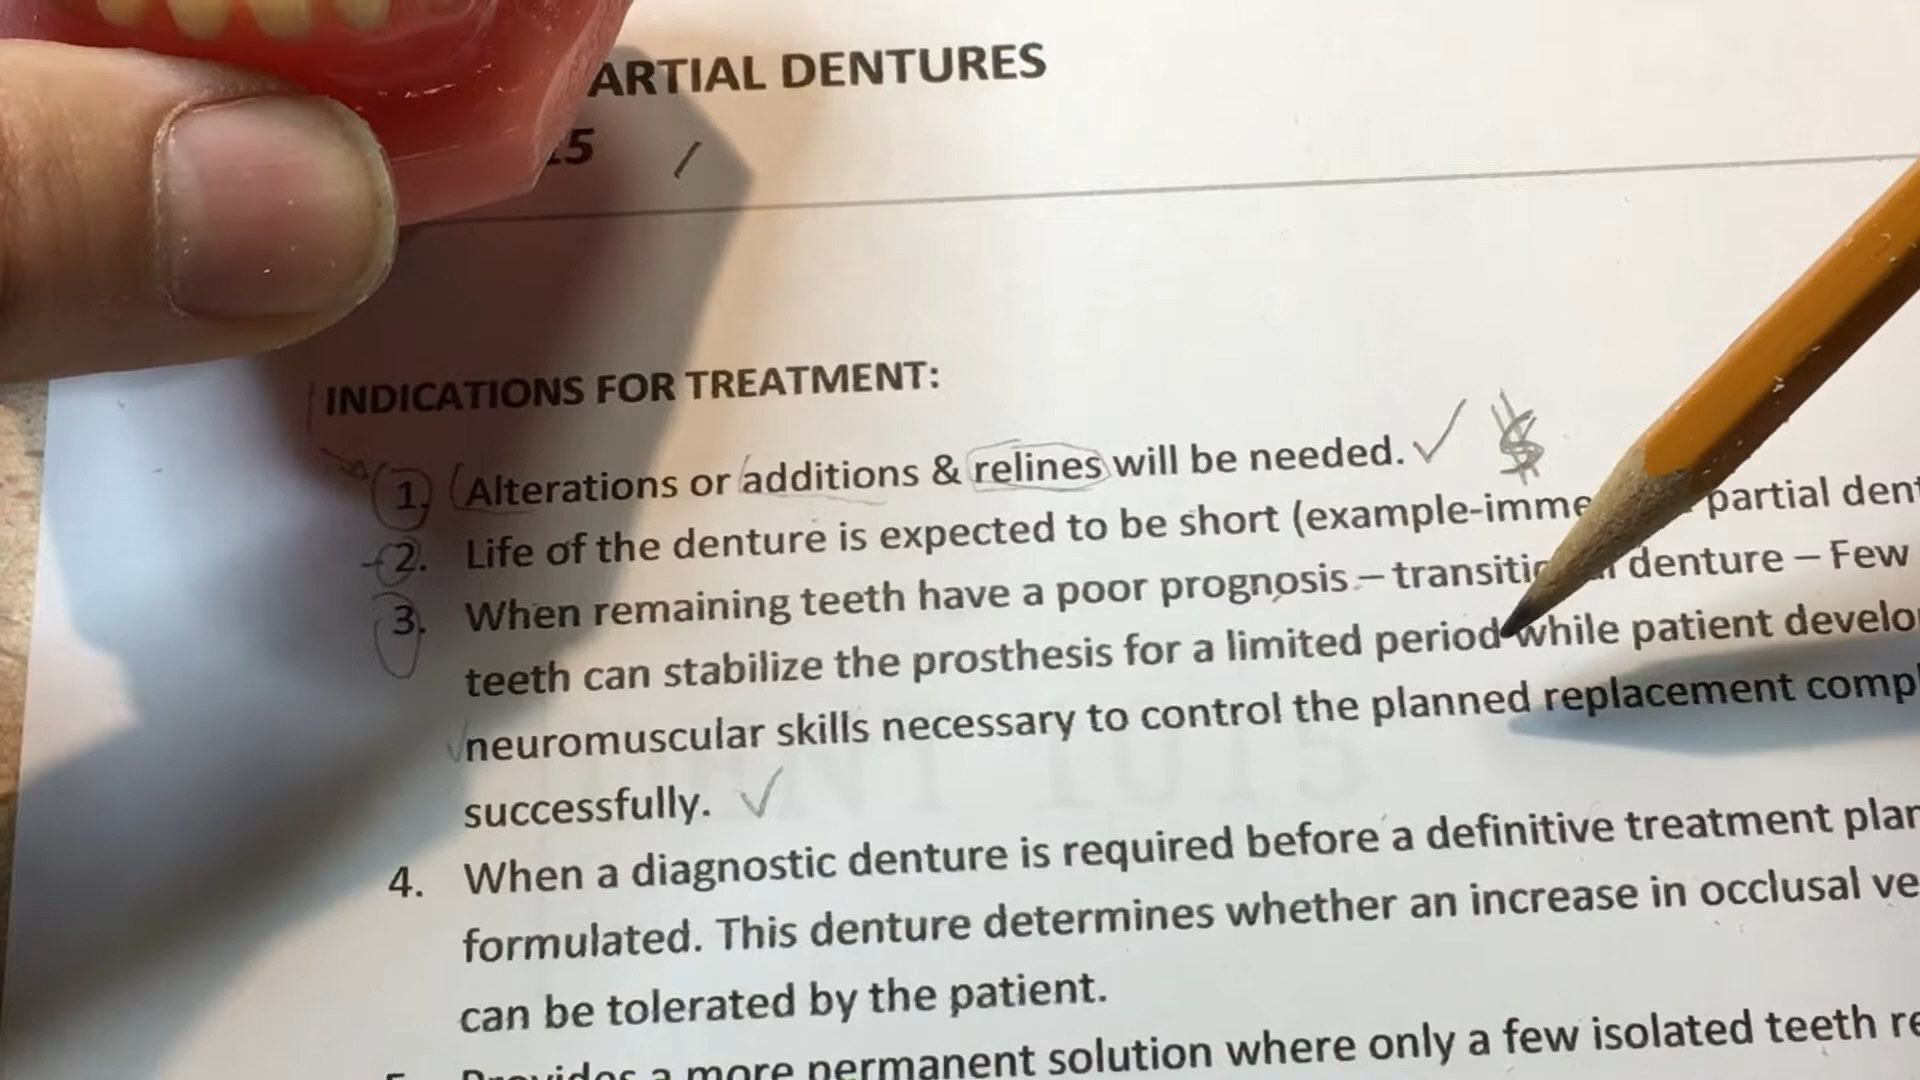 ARTIAL DENTURES
15
INDICATIONS FOR TREATMENT:
1. Alterations or additions & relines will be needed. ✓ $
2. Life of the denture is expected to be short (example-imme partial dent
3. When remaining teeth have a poor prognosis – transiti denture – Few
teeth can stabilize the prosthesis for a limited period while patient develo
neuromuscular skills necessary to control the planned replacement compl
successfully. ✓
4. When a diagnostic denture is required before a definitive treatment plan
formulated. This denture determines whether an increase in occlusal ve
can be tolerated by the patient.
5. Provides a more permanent solution where only a few isolated teeth re